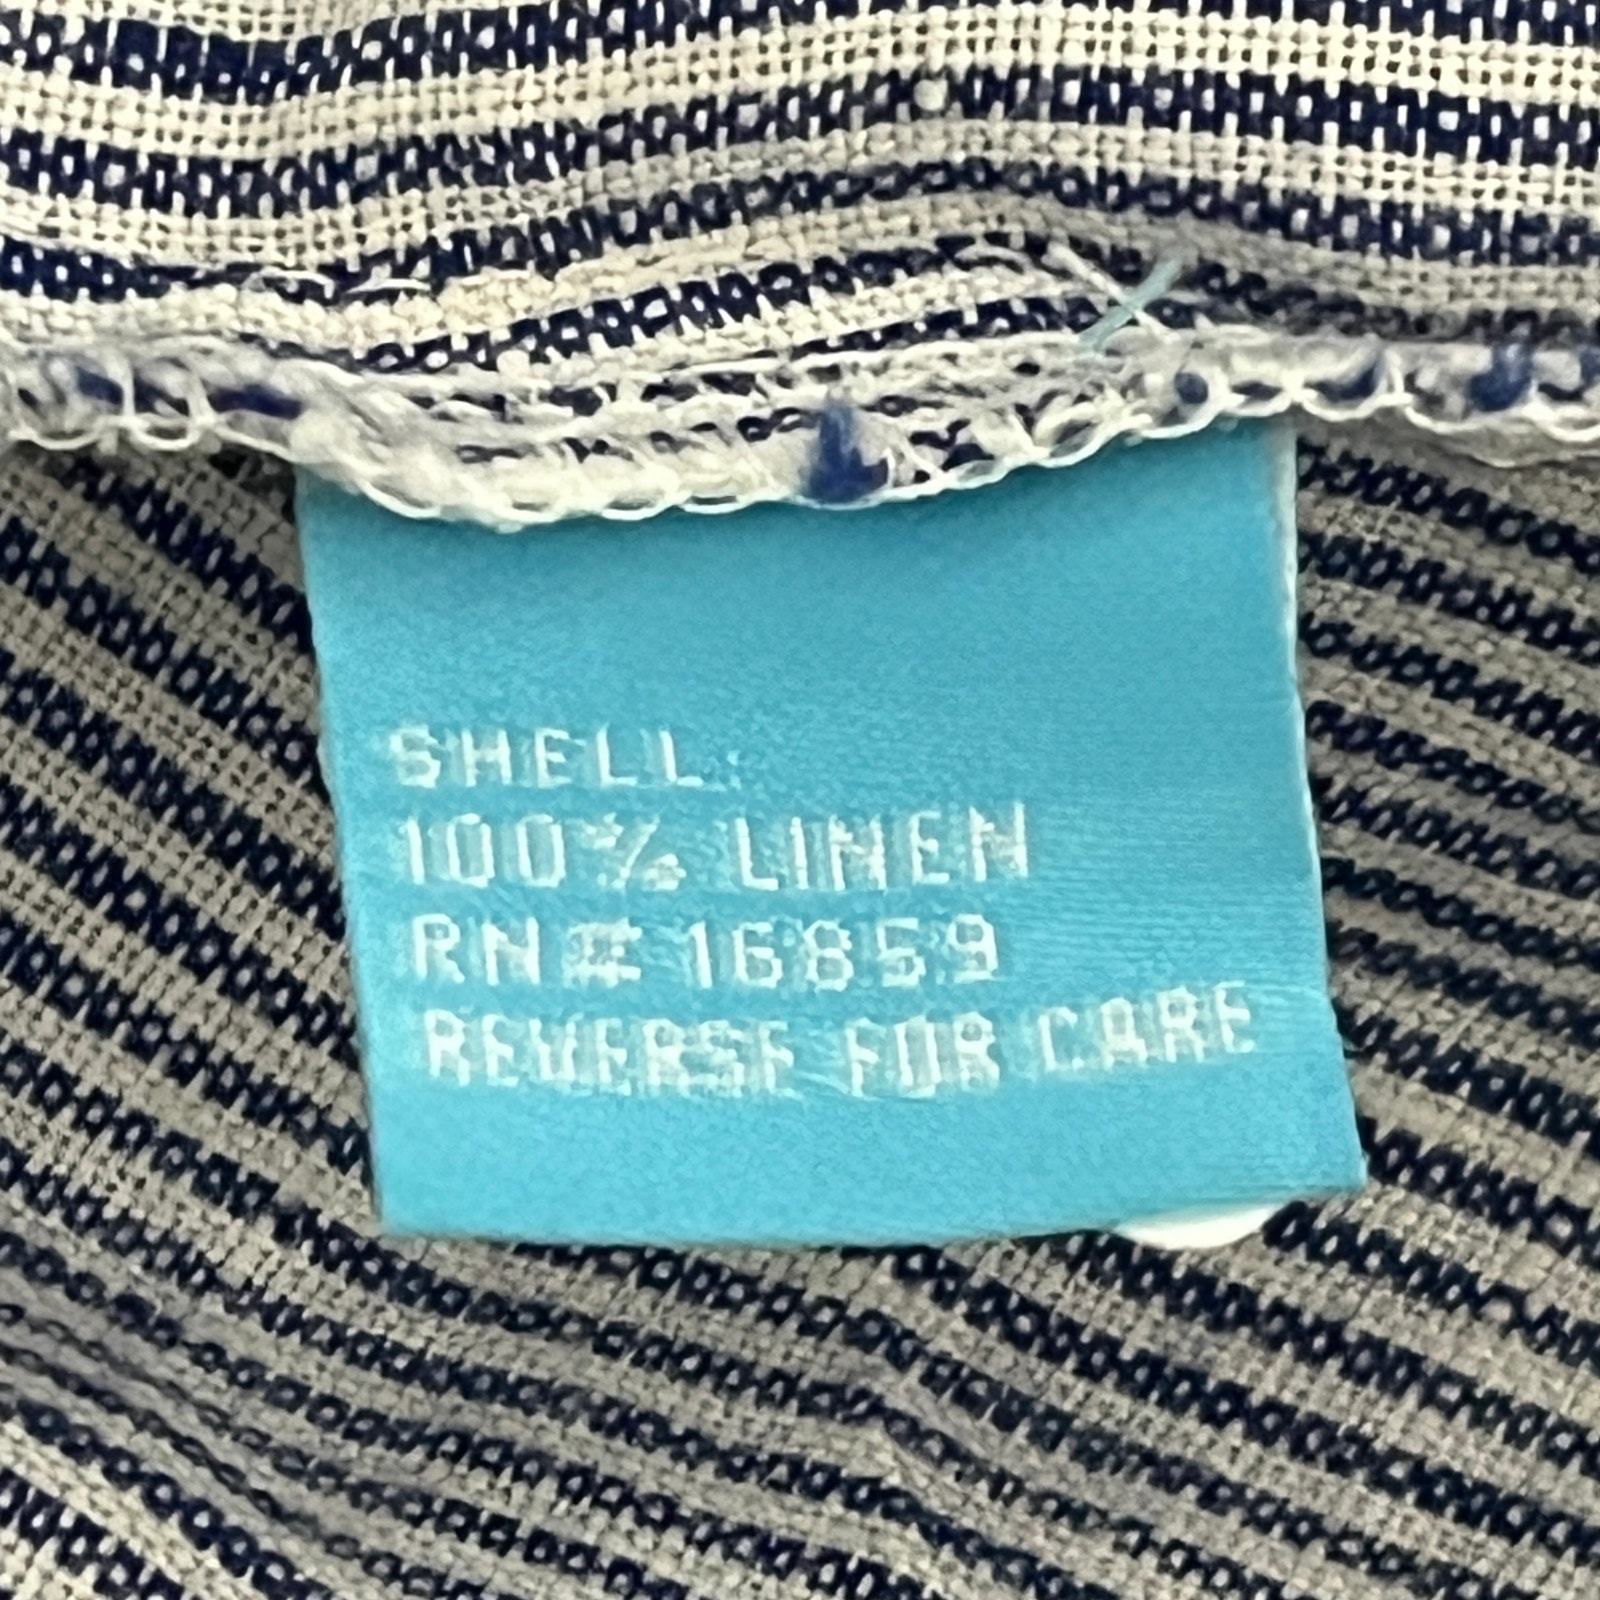 SHELL:
100% LINEN
RN# 16859
REVERSE FOR CARE